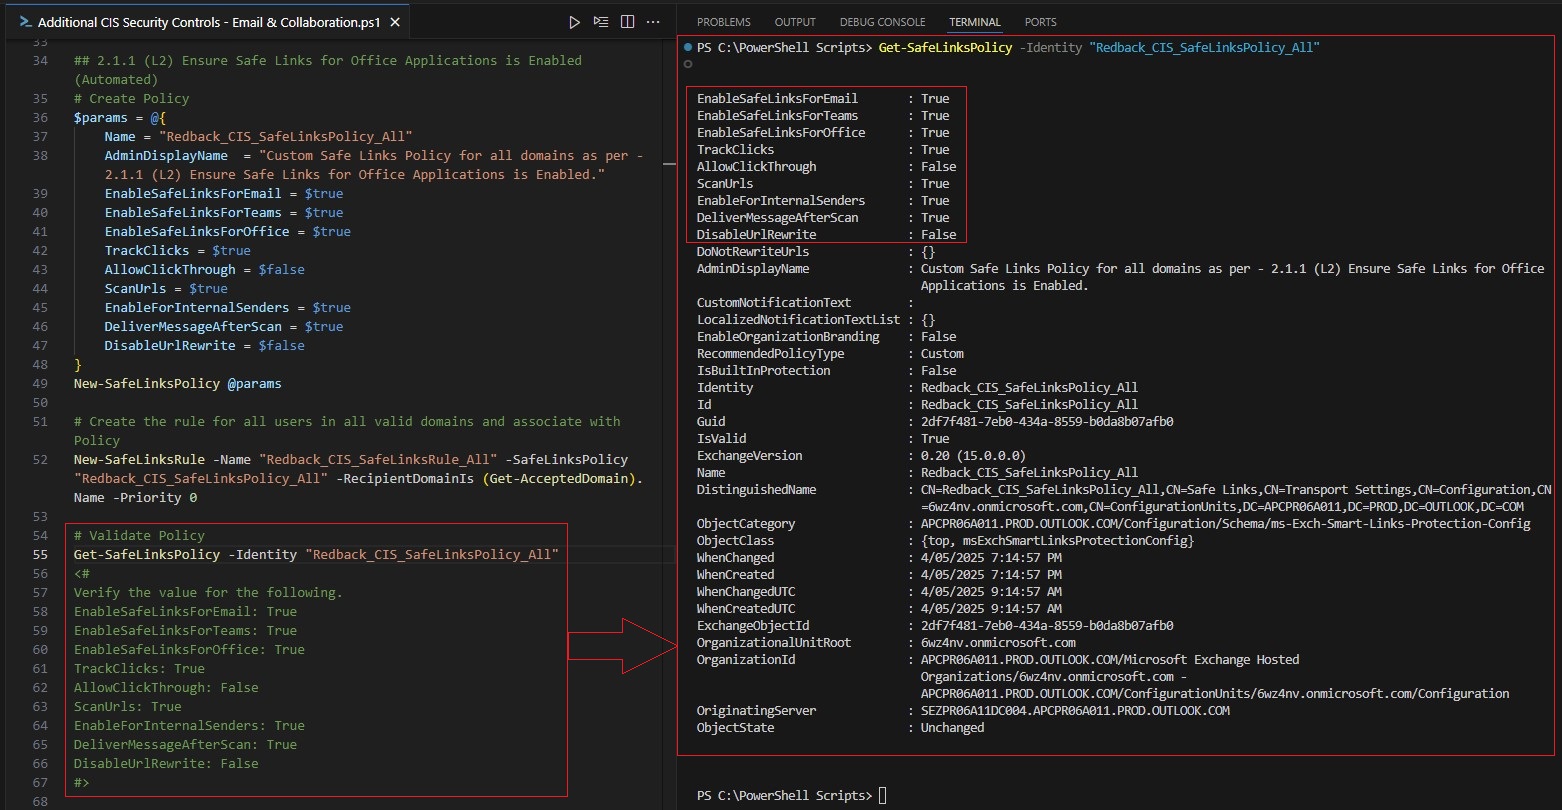 Additional CIS Security Controls - Email & Collaboration.ps1
33
34 ## 2.1.1 (L2) Ensure Safe Links for Office Applications is Enabled
(Automated)
35 # Create Policy
36 $params = @{
37 Name = "Redback_CIS_SafeLinksPolicy_All"
38 AdminDisplayName  = "Custom Safe Links Policy for all domains as per -
2.1.1 (L2) Ensure Safe Links for Office Applications is Enabled."
39 EnableSafeLinksForEmail = $true
40 EnableSafeLinksForTeams = $true
41 EnableSafeLinksForOffice = $true
42 TrackClicks = $true
43 AllowClickThrough = $false
44 ScanUrls = $true
45 EnableForInternalSenders = $true
46 DeliverMessageAfterScan = $true
47 DisableUrlRewrite = $false
48 }
49 New-SafeLinksPolicy @params
50
51 # Create the rule for all users in all valid domains and associate with
Policy
52 New-SafeLinksRule -Name "Redback_CIS_SafeLinksRule_All" -SafeLinksPolicy
"Redback_CIS_SafeLinksPolicy_All" -RecipientDomainIs (Get-AcceptedDomain).
Name -Priority 0
53
54 # Validate Policy
55 Get-SafeLinksPolicy -Identity "Redback_CIS_SafeLinksPolicy_All"
56 <#
57 Verify the value for the following.
58 EnableSafeLinksForEmail: True
59 EnableSafeLinksForTeams: True
60 EnableSafeLinksForOffice: True
61 TrackClicks: True
62 AllowClickThrough: False
63 ScanUrls: True
64 EnableForInternalSenders: True
65 DeliverMessageAfterScan: True
66 DisableUrlRewrite: False
67 #>
68
PROBLEMS OUTPUT DEBUG CONSOLE TERMINAL PORTS
PS C:\PowerShell Scripts> Get-SafeLinksPolicy -Identity "Redback_CIS_SafeLinksPolicy_All"
EnableSafeLinksForEmail : True
EnableSafeLinksForTeams : True
EnableSafeLinksForOffice : True
TrackClicks : True
AllowClickThrough : False
ScanUrls : True
EnableForInternalSenders : True
DeliverMessageAfterScan : True
DisableUrlRewrite : False
DoNotRewriteUrls : {}
AdminDisplayName : Custom Safe Links Policy for all domains as per - 2.1.1 (L2) Ensure Safe Links for Office
Applications is Enabled.
CustomNotificationText :
LocalizedNotificationTextList : {}
EnableOrganizationBranding : False
RecommendedPolicyType : Custom
IsBuiltInProtection : False
Identity : Redback_CIS_SafeLinksPolicy_All
Id : Redback_CIS_SafeLinksPolicy_All
Guid : 2df7f481-7eb0-434a-8559-b0da8b07afb0
IsValid : True
ExchangeVersion : 0.20 (15.0.0.0)
Name : Redback_CIS_SafeLinksPolicy_All
DistinguishedName : CN=Redback_CIS_SafeLinksPolicy_All,CN=Safe Links,CN=Transport Settings,CN=Configuration,CN
=6wz4nv.onmicrosoft.com,CN=ConfigurationUnits,DC=APCPR06A011,DC=PROD,DC=OUTLOOK,DC=COM
ObjectCategory : APCPR06A011.PROD.OUTLOOK.COM/Configuration/Schema/ms-Exch-Smart-Links-Protection-Config
ObjectClass : {top, msExchSmartLinksProtectionConfig}
WhenChanged : 4/05/2025 7:14:57 PM
WhenCreated : 4/05/2025 7:14:57 PM
WhenChangedUTC : 4/05/2025 9:14:57 AM
WhenCreatedUTC : 4/05/2025 9:14:57 AM
ExchangeObjectId : 2df7f481-7eb0-434a-8559-b0da8b07afb0
OrganizationalUnitRoot : 6wz4nv.onmicrosoft.com
OrganizationId : APCPR06A011.PROD.OUTLOOK.COM/Microsoft Exchange Hosted
Organizations/6wz4nv.onmicrosoft.com -
APCPR06A011.PROD.OUTLOOK.COM/ConfigurationUnits/6wz4nv.onmicrosoft.com/Configuration
OriginatingServer : SEZPR06A11DC004.APCPR06A011.PROD.OUTLOOK.COM
ObjectState : Unchanged
PS C:\PowerShell Scripts>